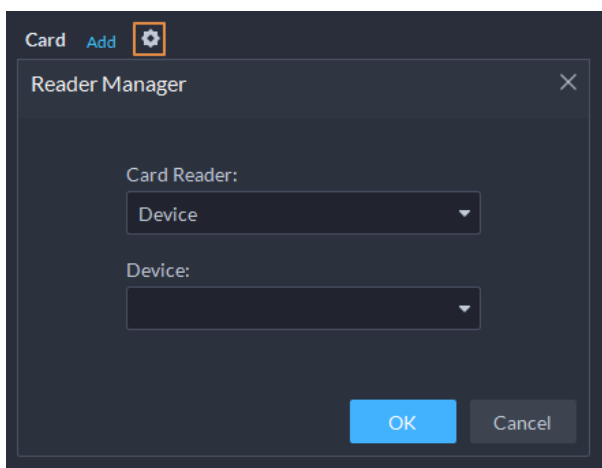 Card Add
Reader Manager
Card Reader:
Device
Device:
OK Cancel